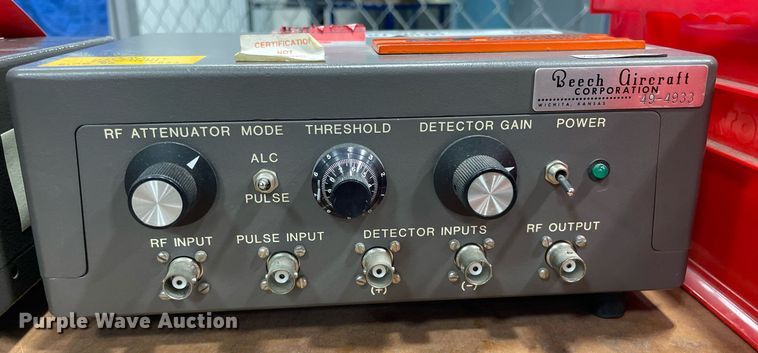 CERTIFICATION
NOT
Beech Aircraft
CORPORATION
WICHITA, KANSAS
49-4933
RF ATTENUATOR MODE THRESHOLD DETECTOR GAIN POWER
ALC
PULSE
RF INPUT PULSE INPUT DETECTOR INPUTS RF OUTPUT
(+) (-)
Purple Wave Auction